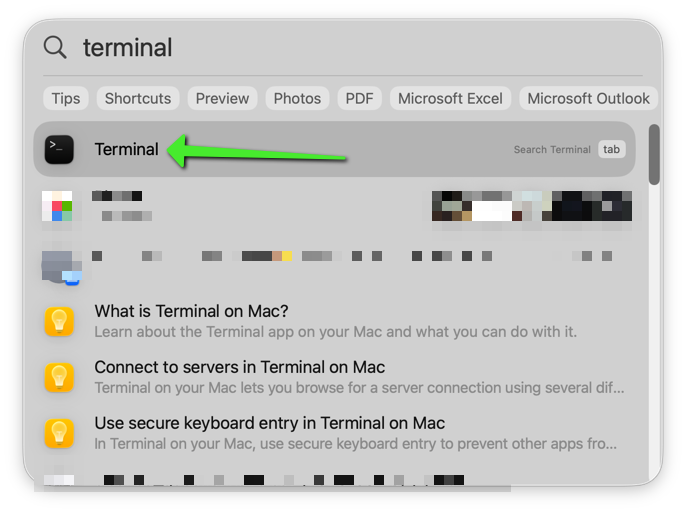 terminal
Tips Shortcuts Preview Photos PDF Microsoft Excel Microsoft Outlook
>_ Terminal Search Terminal tab
What is Terminal on Mac?
Learn about the Terminal app on your Mac and what you can do with it.
Connect to servers in Terminal on Mac
Terminal on your Mac lets you browse for a server connection using several dif...
Use secure keyboard entry in Terminal on Mac
In Terminal on your Mac, use secure keyboard entry to prevent other apps fro...